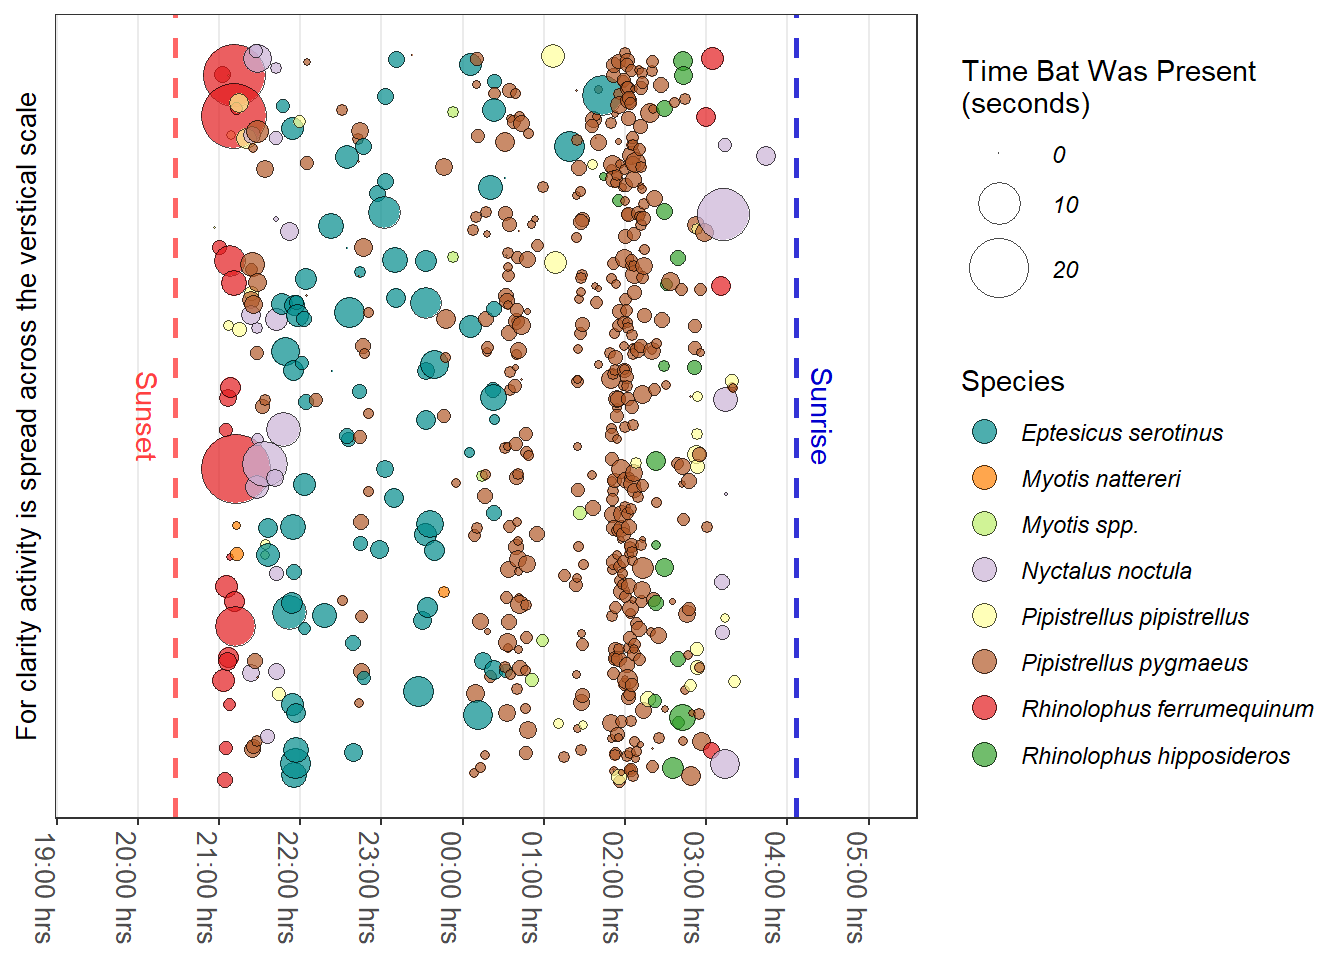 For clarity activity is spread across the verstical scale
Sunset
Sunrise
19:00 hrs
20:00 hrs
21:00 hrs
22:00 hrs
23:00 hrs
00:00 hrs
01:00 hrs
02:00 hrs
03:00 hrs
04:00 hrs
05:00 hrs
Time Bat Was Present
(seconds)
0
10
20
Species
Eptesicus serotinus
Myotis nattereri
Myotis spp.
Nyctalus noctula
Pipistrellus pipistrellus
Pipistrellus pygmaeus
Rhinolophus ferrumequinum
Rhinolophus hipposideros